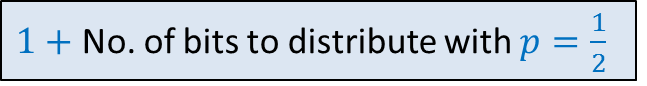 1 + No. of bits to distribute with p = 1/2